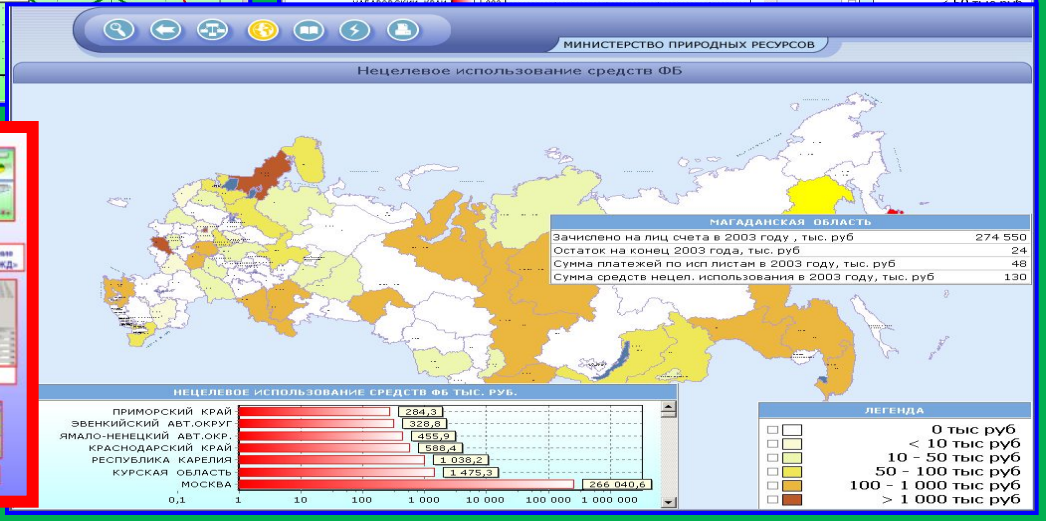 МИНИСТЕРСТВО ПРИРОДНЫХ РЕСУРСОВ
Нецелевое использование средств ФБ
МАГАДАНСКАЯ ОБЛАСТЬ
Зачислено на лиц счета в 2003 году , тыс. руб 274 550
Остаток на конец 2003 года, тыс. руб 24
Сумма платежей по исп листам в 2003 году, тыс. руб 48
Сумма средств нецел. использования в 2003 году, тыс. руб 130
НЕЦЕЛЕВОЕ ИСПОЛЬЗОВАНИЕ СРЕДСТВ ФБ ТЫС. РУБ.
ПРИМОРСКИЙ КРАЙ 284,3
ЭВЕНКИЙСКИЙ АВТ.ОКРУГ 328,8
ЯМАЛО-НЕНЕЦКИЙ АВТ.ОКР. 455,9
КРАСНОДАРСКИЙ КРАЙ 588,4
РЕСПУБЛИКА КАРЕЛИЯ 1 038,2
КУРСКАЯ ОБЛАСТЬ 1 475,3
МОСКВА 266 040,6
0,1 1 10 100 1 000 10 000 100 000 1 000 000
ЛЕГЕНДА
0 тыс руб
< 10 тыс руб
10 - 50 тыс руб
50 - 100 тыс руб
100 - 1 000 тыс руб
> 1 000 тыс руб